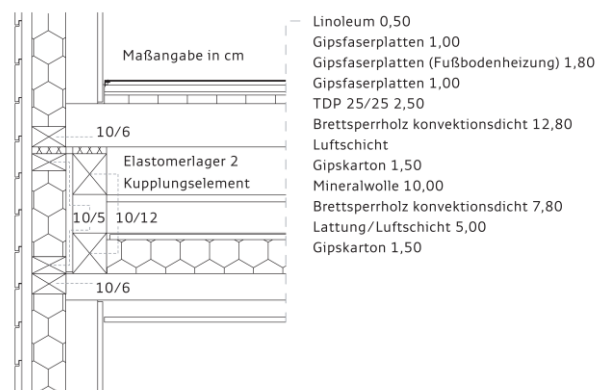 Maßangabe in cm
10/6
Elastomerlager 2
Kupplungselement
10/5 10/12
10/6
Linoleum 0,50
Gipsfaserplatten 1,00
Gipsfaserplatten (Fußbodenheizung) 1,80
Gipsfaserplatten 1,00
TDP 25/25 2,50
Brettsperrholz konvektionsdicht 12,80
Luftschicht
Gipskarton 1,50
Mineralwolle 10,00
Brettsperrholz konvektionsdicht 7,80
Lattung/Luftschicht 5,00
Gipskarton 1,50